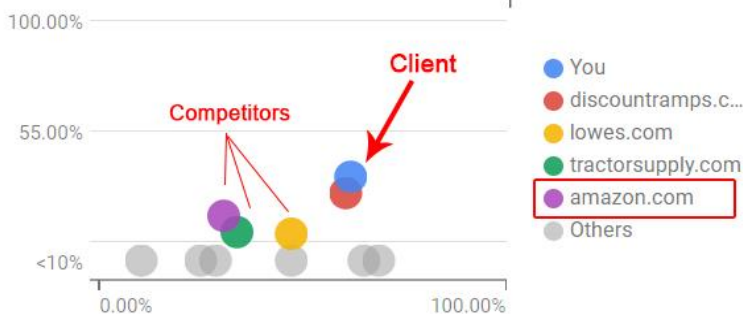 100.00%
Client
You
discountramps.c...
Competitors
55.00%
lowes.com
tractorsupply.com
amazon.com
Others
<10%
0.00%
100.00%